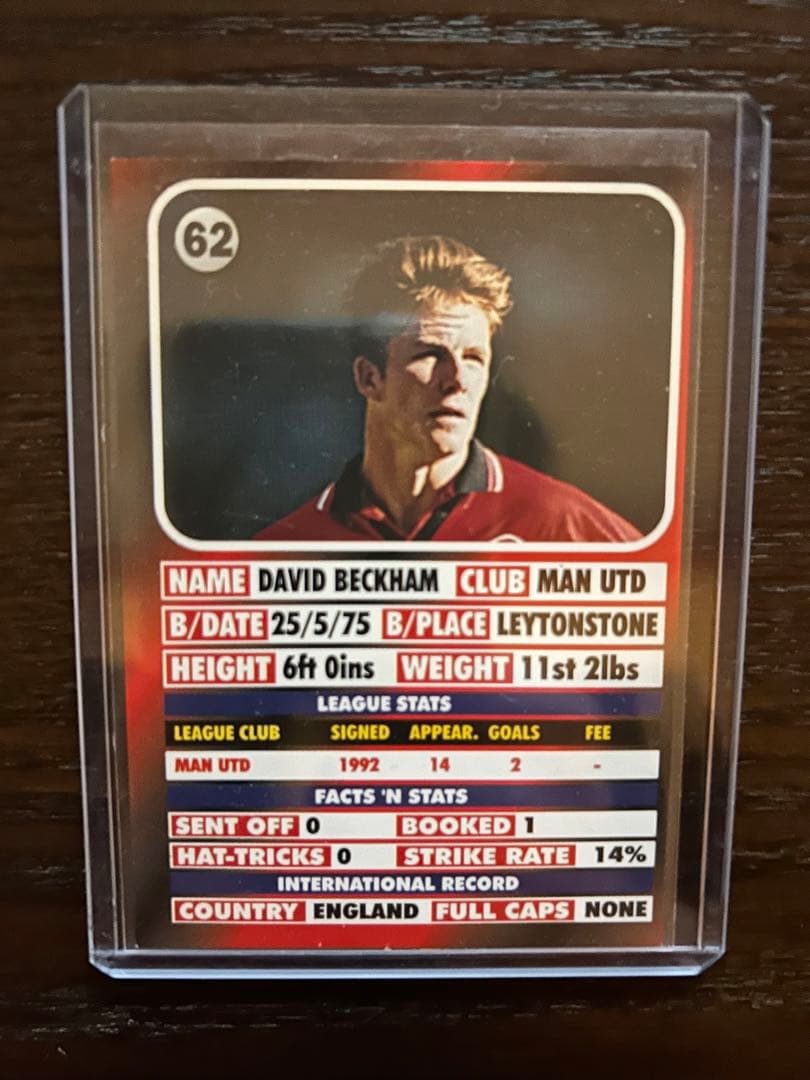 62
NAME DAVID BECKHAM CLUB MAN UTD
B/DATE 25/5/75 B/PLACE LEYTONSTONE
HEIGHT 6ft 0ins WEIGHT 11st 2lbs
LEAGUE STATS
LEAGUE CLUB SIGNED APPEAR. GOALS FEE
MAN UTD 1992 14 2 -
FACTS 'N STATS
SENT OFF 0 BOOKED 1
HAT-TRICKS 0 STRIKE RATE 14%
INTERNATIONAL RECORD
COUNTRY ENGLAND FULL CAPS NONE